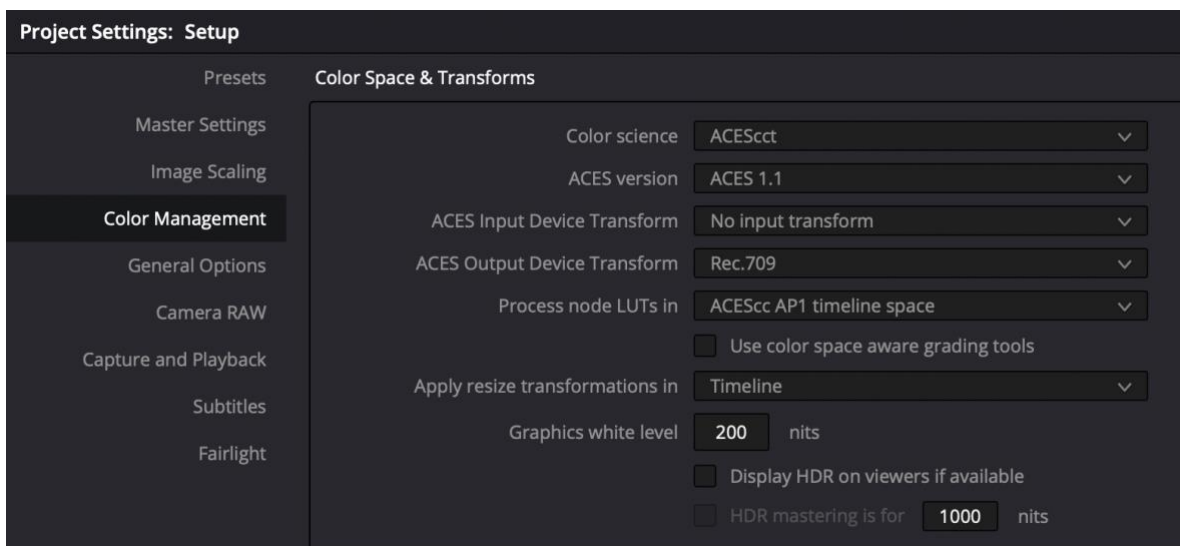 Project Settings: Setup
Presets
Master Settings
Image Scaling
Color Management
General Options
Camera RAW
Capture and Playback
Subtitles
Fairlight
Color Space & Transforms
Color science ACEScct
ACES version ACES 1.1
ACES Input Device Transform No input transform
ACES Output Device Transform Rec.709
Process node LUTs in ACEScc AP1 timeline space
Use color space aware grading tools
Apply resize transformations in Timeline
Graphics white level 200 nits
Display HDR on viewers if available
HDR mastering is for 1000 nits